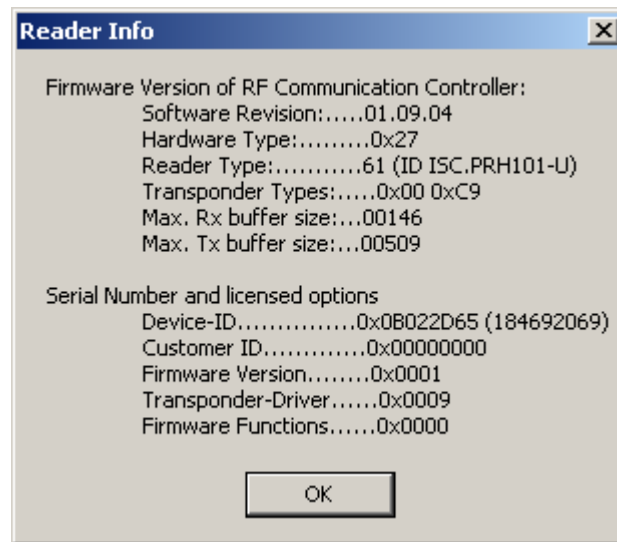 Reader Info
Firmware Version of RF Communication Controller:
Software Revision:.....01.09.04
Hardware Type:.........0x27
Reader Type:...........61 (ID ISC.PRH101-U)
Transponder Types:.....0x00 0xC9
Max. Rx buffer size:...00146
Max. Tx buffer size:...00509
Serial Number and licensed options
Device-ID...............0x0B022D65 (184692069)
Customer ID.............0x00000000
Firmware Version........0x0001
Transponder-Driver......0x0009
Firmware Functions......0x0000
OK